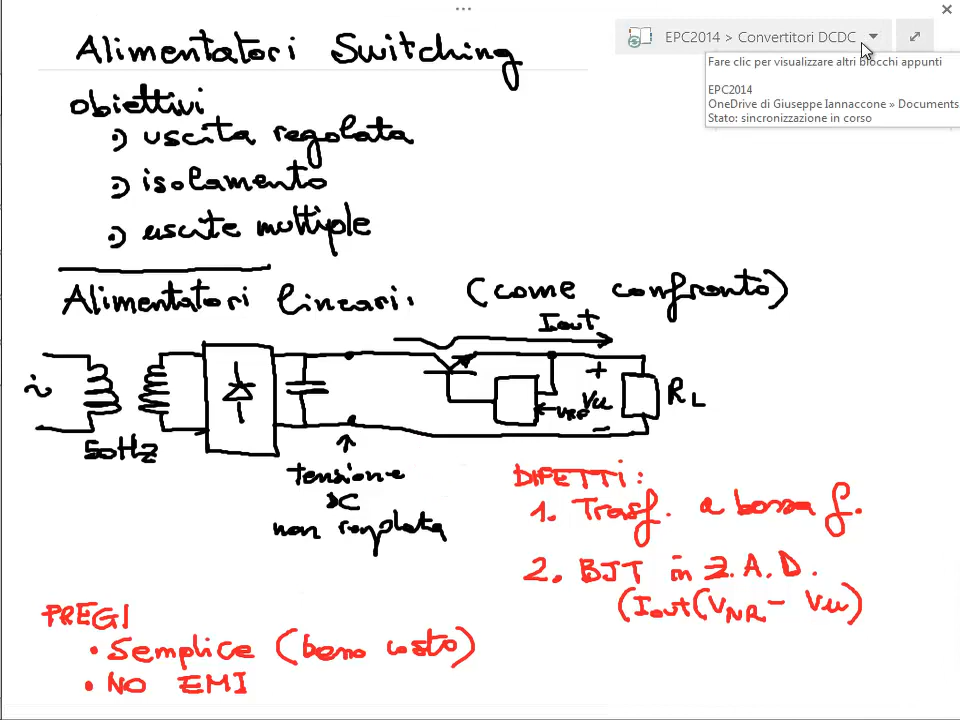 Alimentatori Switching
EPC2014 > Convertitori DCDC
Fare clic per visualizzare altri blocchi appunti
EPC2014
OneDrive di Giuseppe Iannaccone » Documents
Stato: sincronizzazione in corso
obiettivi
1) uscita regolata
2) isolamento
3) uscite multiple
Alimentatori lineari. (come confronto)
Iout
50Hz
+
VRIF
Vu
-
RL
tensione
DC
non regolata
DIFETTI:
1. Trasf. a bassa f.
2. BJT in Z.A.D.
(Iout(VNR - Vu)
PREGI
• Semplice (basso costo)
• NO EMI